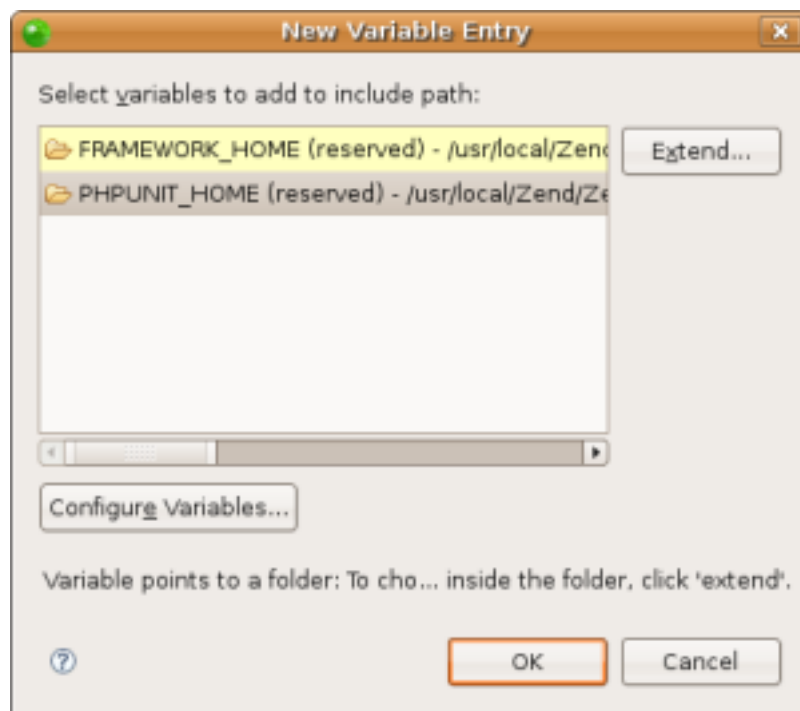 New Variable Entry
Select variables to add to include path:
FRAMEWORK_HOME (reserved) - /usr/local/Zend
Extend...
PHPUNIT_HOME (reserved) - /usr/local/Zend/Ze
Configure Variables...
Variable points to a folder: To cho... inside the folder, click 'extend'.
?
OK
Cancel